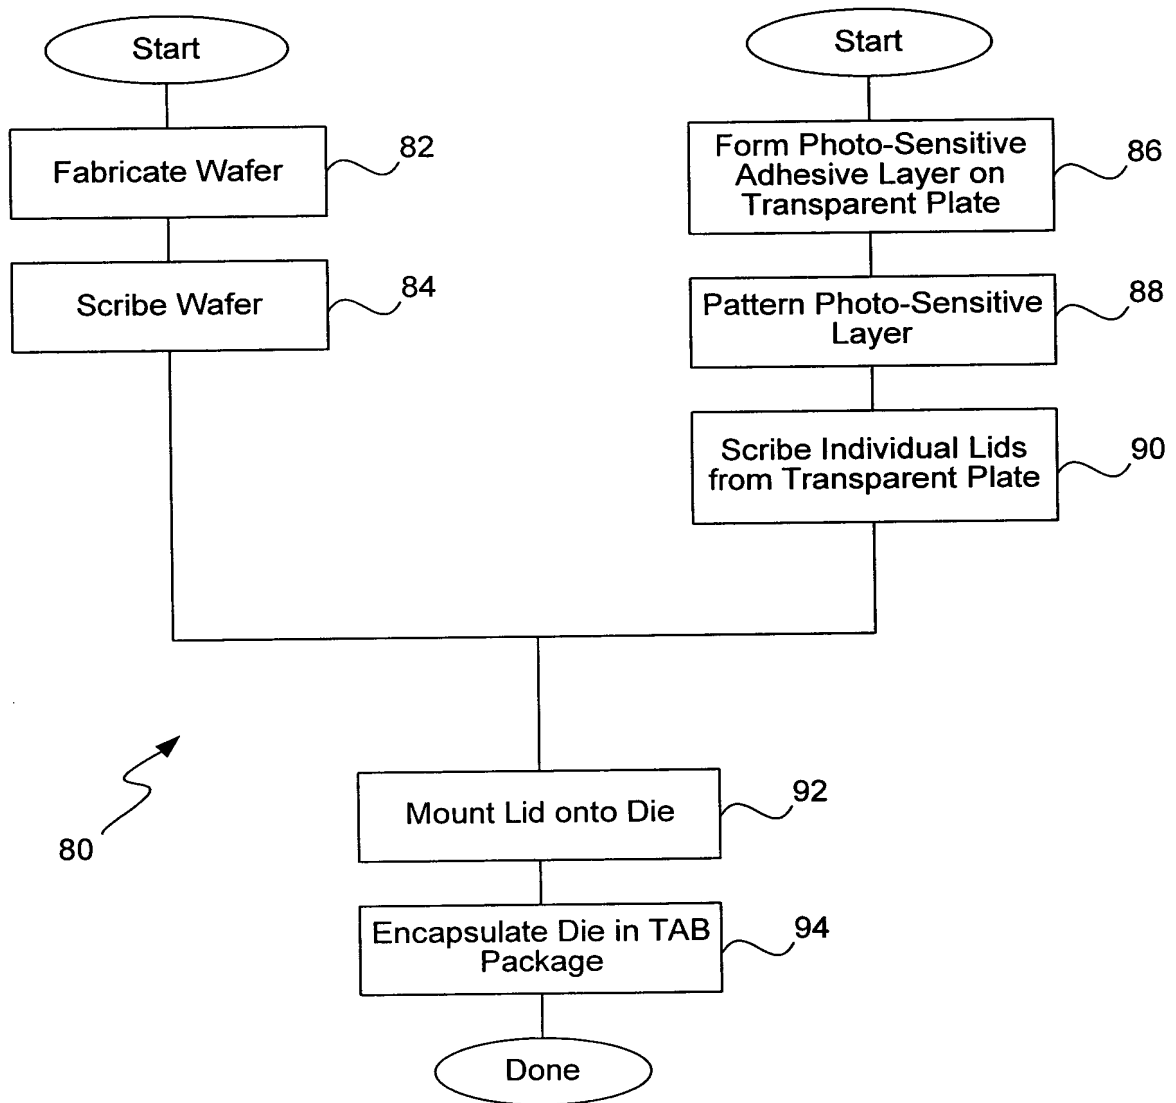 Start
Fabricate Wafer
82
Scribe Wafer
84
Start
Form Photo-Sensitive
Adhesive Layer on
Transparent Plate
86
Pattern Photo-Sensitive
Layer
88
Scribe Individual Lids
from Transparent Plate
90
80
Mount Lid onto Die
92
Encapsulate Die in TAB
Package
94
Done